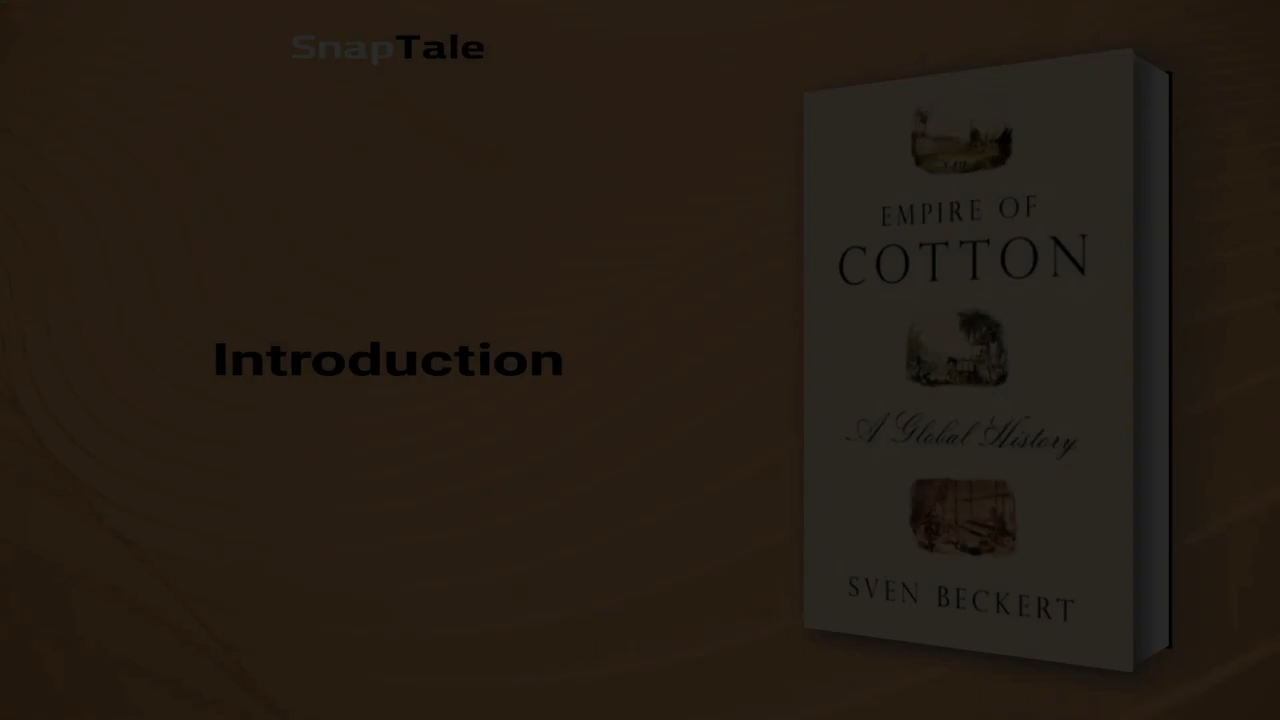 SnapTale
Introduction
EMPIRE OF
COTTON
A Global History
SVEN BECKERT